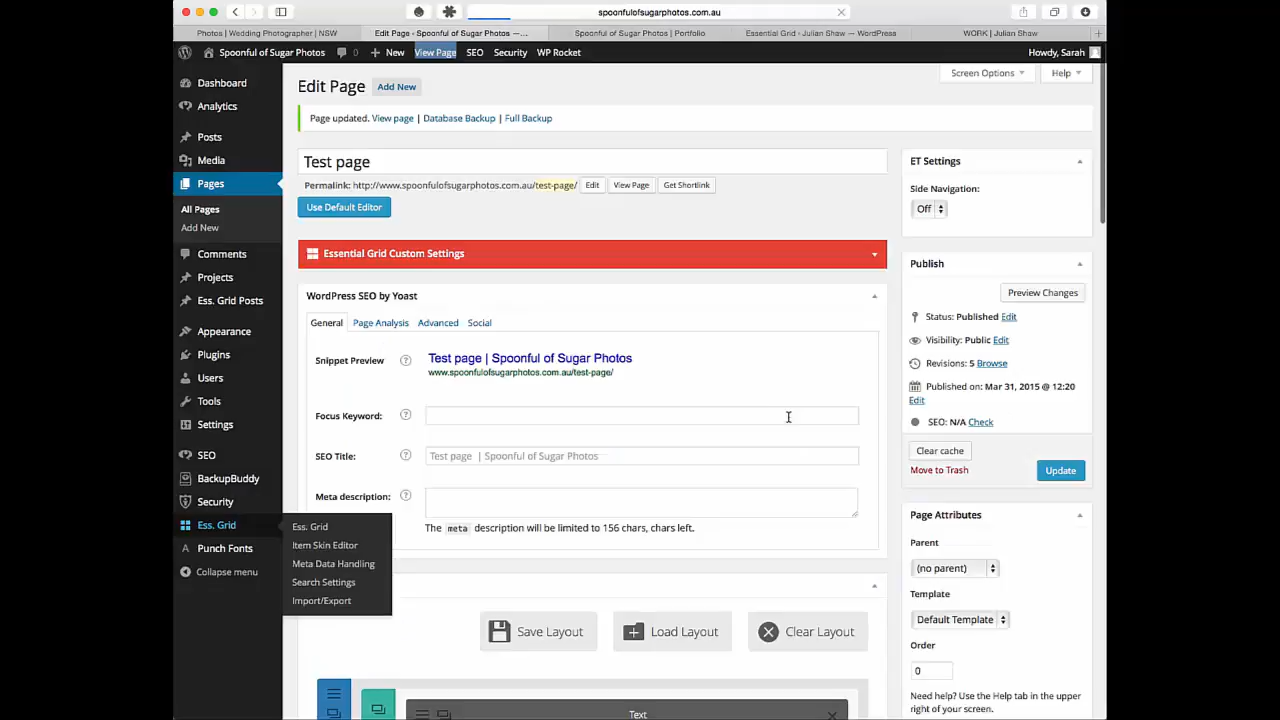 spoonfulofsugarphotos.com.au
Photos | Wedding Photographer | NSW
Edit Page - Spoonful of Sugar Photos —...
Spoonful of Sugar Photos | Portfolio
Essential Grid - Julian Shaw — WordPress
WORK | Julian Shaw
Spoonful of Sugar Photos
0
New
View Page
SEO
Security
WP Rocket
Howdy, Sarah
Dashboard
Analytics
Posts
Media
Pages
All Pages
Add New
Comments
Projects
Ess. Grid Posts
Appearance
Plugins
Users
Tools
Settings
SEO
BackupBuddy
Security
Ess. Grid
Punch Fonts
Collapse menu
Ess. Grid
Item Skin Editor
Meta Data Handling
Search Settings
Import/Export
Screen Options
Help
Edit Page
Add New
Page updated. View page | Database Backup | Full Backup
Test page
Permalink: http://www.spoonfulofsugarphotos.com.au/test-page/ Edit View Page Get Shortlink
Use Default Editor
Essential Grid Custom Settings
WordPress SEO by Yoast
General
Page Analysis
Advanced
Social
Snippet Preview
Test page | Spoonful of Sugar Photos
www.spoonfulofsugarphotos.com.au/test-page/
Focus Keyword:
SEO Title:
Test page | Spoonful of Sugar Photos
Meta description:
The meta description will be limited to 156 chars, chars left.
Save Layout
Load Layout
Clear Layout
Text
ET Settings
Side Navigation:
Off
Publish
Preview Changes
Status: Published Edit
Visibility: Public Edit
Revisions: 5 Browse
Published on: Mar 31, 2015 @ 12:20
Edit
SEO: N/A Check
Clear cache
Move to Trash
Update
Page Attributes
Parent
(no parent)
Template
Default Template
Order
0
Need help? Use the Help tab in the upper
right of your screen.